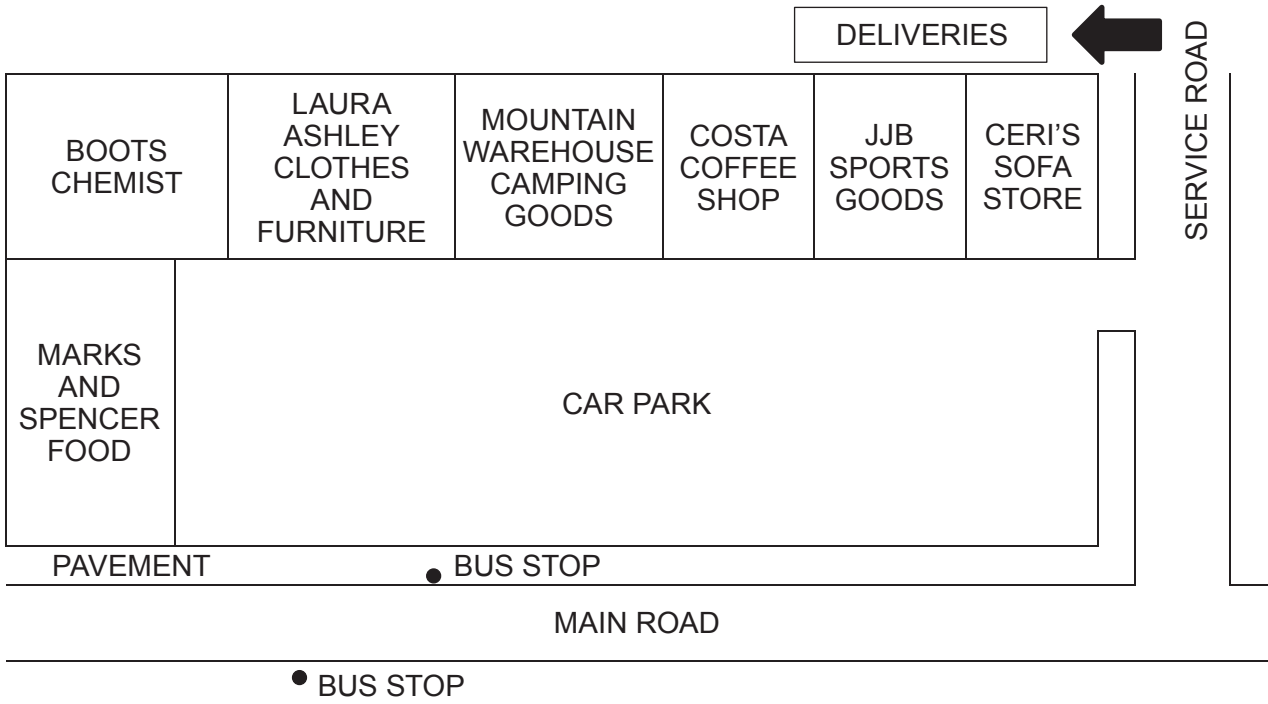 DELIVERIES
SERVICE ROAD
BOOTS
CHEMIST
LAURA
ASHLEY
CLOTHES
AND
FURNITURE
MOUNTAIN
WAREHOUSE
CAMPING
GOODS
COSTA
COFFEE
SHOP
JJB
SPORTS
GOODS
CERI'S
SOFA
STORE
MARKS
AND
SPENCER
FOOD
CAR PARK
PAVEMENT
BUS STOP
MAIN ROAD
BUS STOP